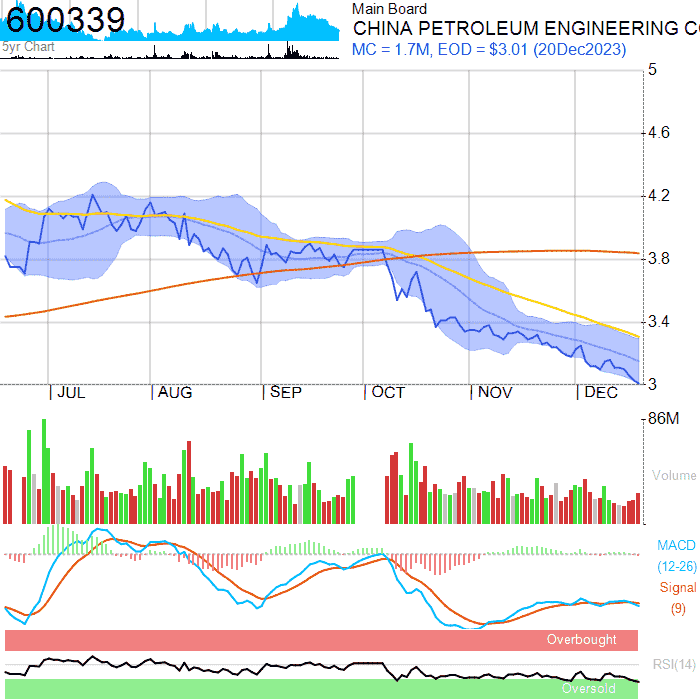 600339
5yr Chart
Main Board
CHINA PETROLEUM ENGINEERING CO
MC = 1.7M, EOD = $3.01 (20Dec2023)
5
4.6
4.2
3.8
3.4
3
JUL AUG SEP OCT NOV DEC
86M
Volume
MACD
(12-26)
Signal
(9)
Overbought
RSI(14)
Oversold